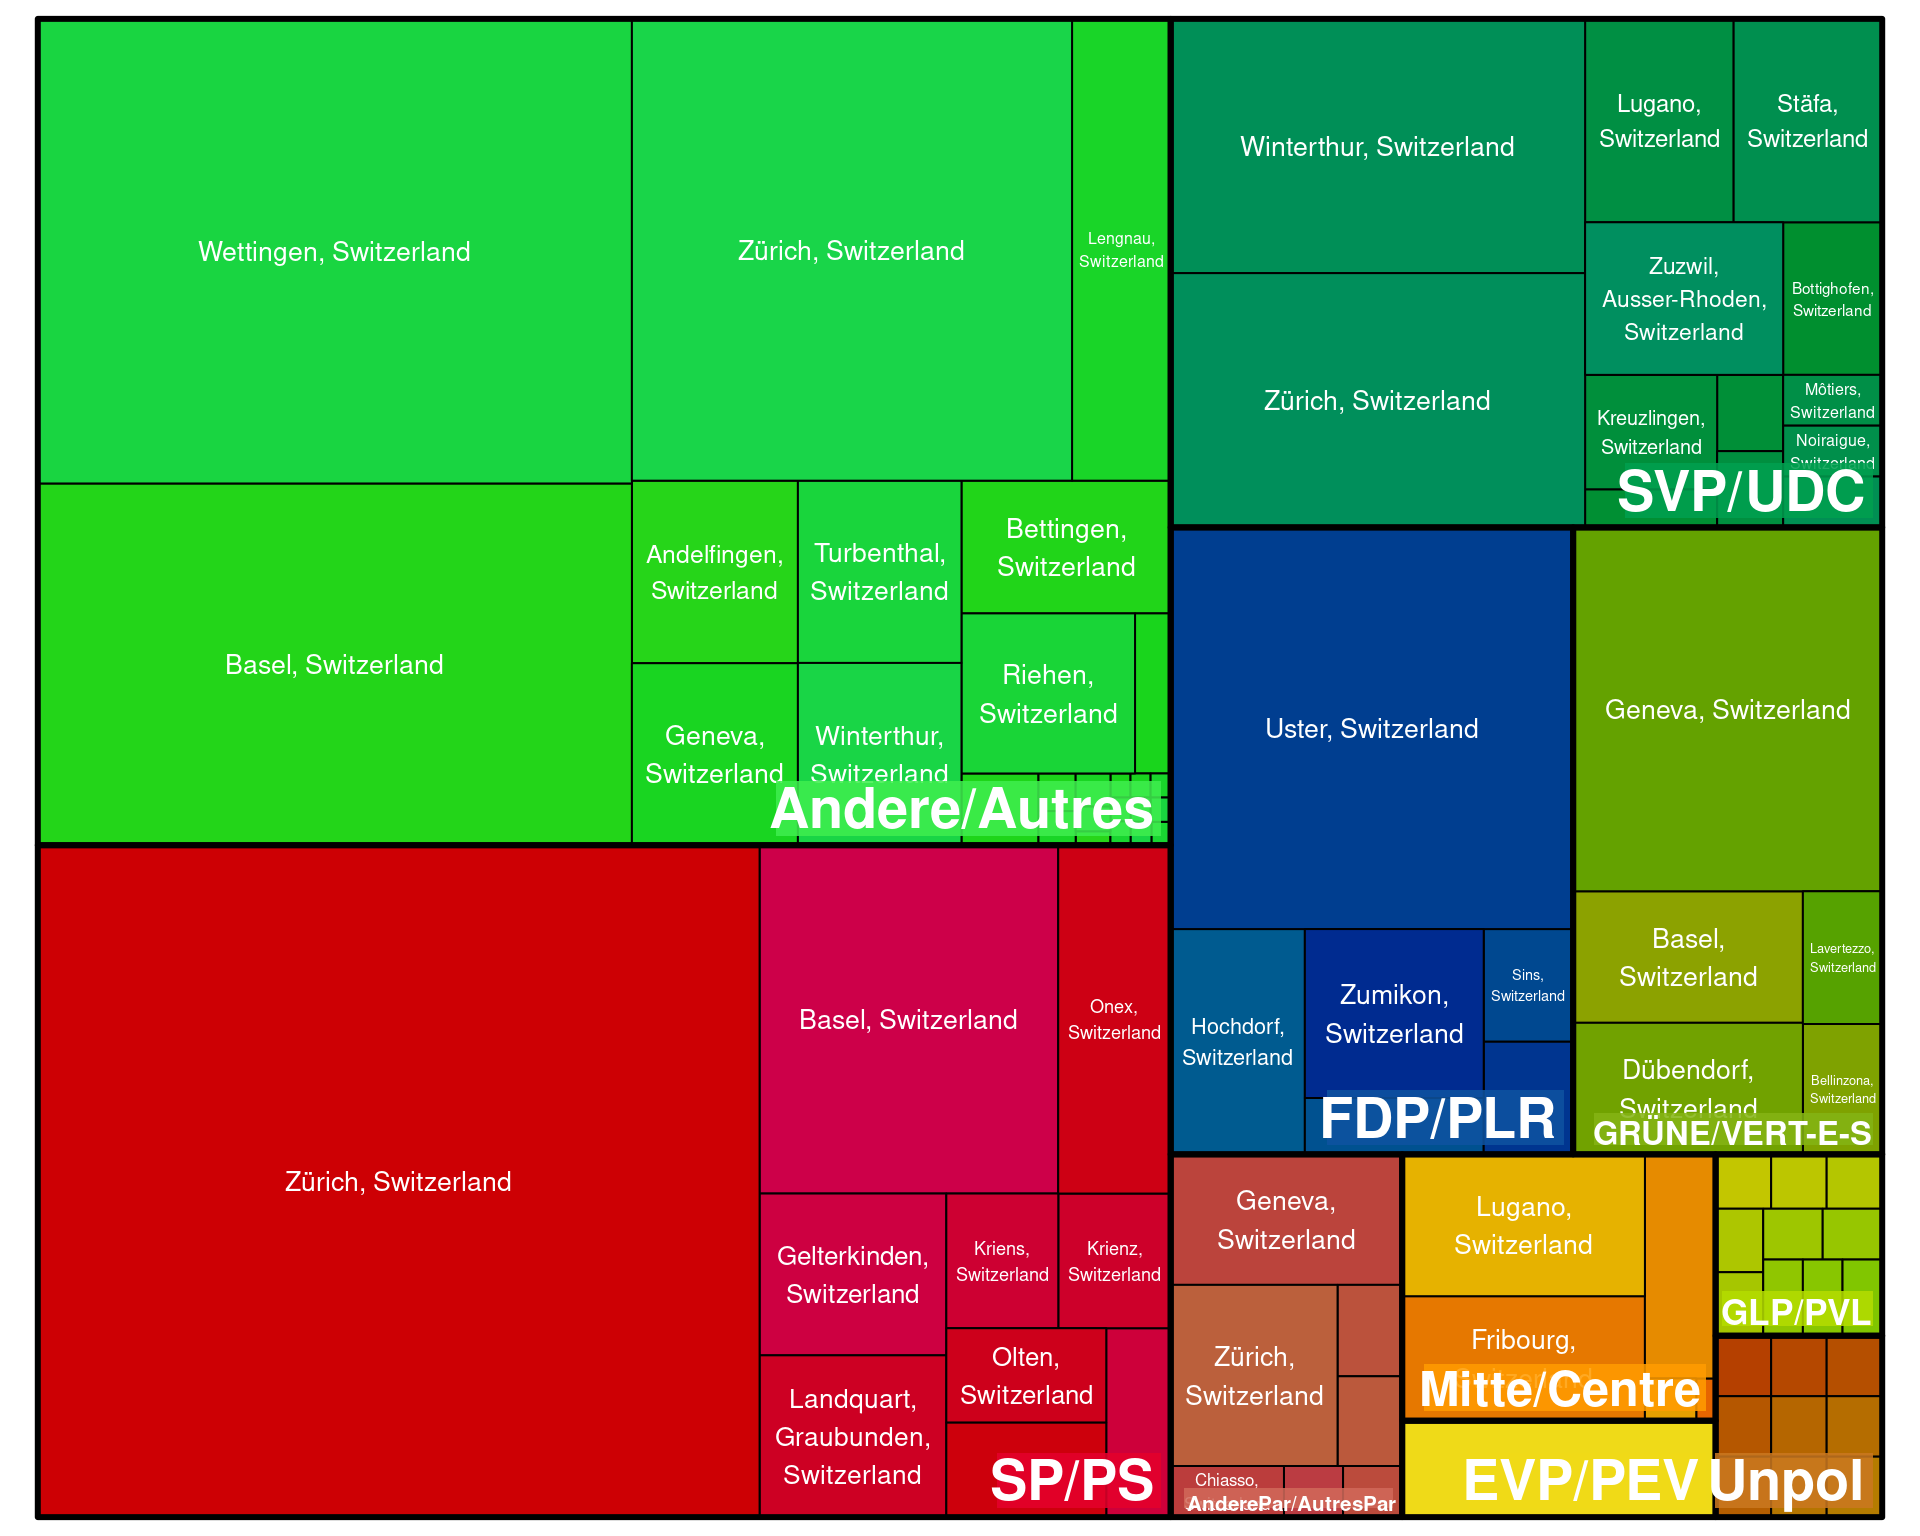 Wettingen, Switzerland
Zürich, Switzerland
Lengnau,
Switzerland
Basel, Switzerland
Andelfingen,
Switzerland
Turbenthal,
Switzerland
Bettingen,
Switzerland
Riehen,
Switzerland
Geneva,
Switzerland
Winterthur,
Switzerland
Andere/Autres
Winterthur, Switzerland
Lugano,
Switzerland
Stäfa,
Switzerland
Zürich, Switzerland
Zuzwil,
Ausser-Rhoden,
Switzerland
Bottighofen,
Switzerland
Kreuzlingen,
Switzerland
Môtiers,
Switzerland
Noiraigue,
Switzerland
SVP/UDC
Zürich, Switzerland
Basel, Switzerland
Onex,
Switzerland
Gelterkinden,
Switzerland
Kriens,
Switzerland
Krienz,
Switzerland
Landquart,
Graubunden,
Switzerland
Olten,
Switzerland
SP/PS
Uster, Switzerland
Hochdorf,
Switzerland
Zumikon,
Switzerland
Sins,
Switzerland
FDP/PLR
Geneva, Switzerland
Basel,
Switzerland
Lavertezzo,
Switzerland
Dübendorf,
Switzerland
Bellinzona,
Switzerland
GRÜNE/VERT-E-S
Geneva,
Switzerland
Zürich,
Switzerland
Chiasso,
AnderePar/AutresPar
Lugano,
Switzerland
Fribourg,
Mitte/Centre
EVP/PEV
GLP/PVL
Unpol